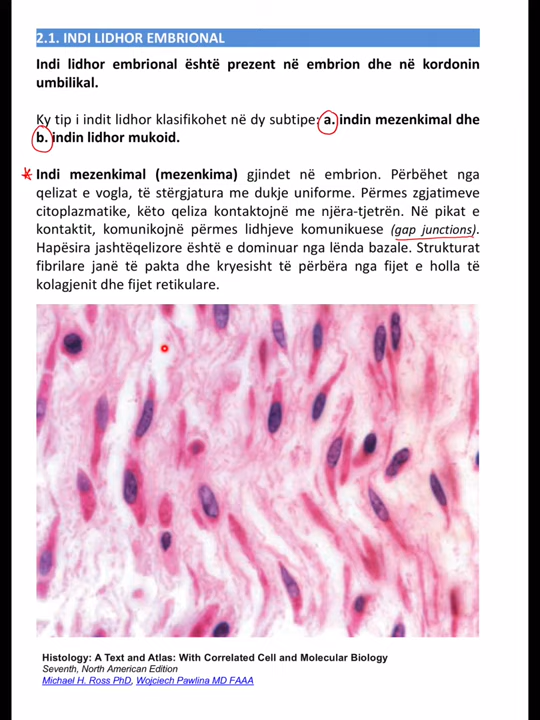 2.1. INDI LIDHOR EMBRIONAL
Indi lidhor embrional është prezent në embrion dhe në kordonin
umbilikal.
Ky tip i indit lidhor klasifikohet në dy subtipe: a. indin mezenkimal dhe
b. indin lidhor mukoid.
Indi mezenkimal (mezenkima) gjindet në embrion. Përbëhet nga
qelizat e vogla, të stërgjatura me dukje uniforme. Përmes zgjatimeve
citoplazmatike, këto qeliza kontaktojnë me njëra-tjetrën. Në pikat e
kontaktit, komunikojnë përmes lidhjeve komunikuese (gap junctions).
Hapësira jashtëqelizore është e dominuar nga lënda bazale. Strukturat
fibrilare janë të pakta dhe kryesisht të përbëra nga fijet e holla të
kolagjenit dhe fijet retikulare.
Histology: A Text and Atlas: With Correlated Cell and Molecular Biology
Seventh, North American Edition
Michael H. Ross PhD, Wojciech Pawlina MD FAAA